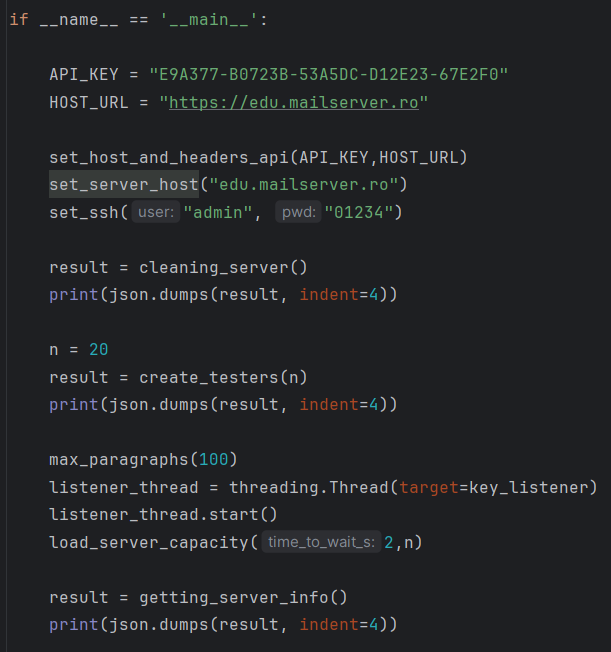 if __name__ == '__main__':
API_KEY = "E9A377-B0723B-53A5DC-D12E23-67E2F0"
HOST_URL = "https://edu.mailserver.ro"
set_host_and_headers_api(API_KEY,HOST_URL)
set_server_host("edu.mailserver.ro")
set_ssh( user: "admin", pwd: "01234")
result = cleaning_server()
print(json.dumps(result, indent=4))
n = 20
result = create_testers(n)
print(json.dumps(result, indent=4))
max_paragraphs(100)
listener_thread = threading.Thread(target=key_listener)
listener_thread.start()
load_server_capacity( time_to_wait_s: 2,n)
result = getting_server_info()
print(json.dumps(result, indent=4))